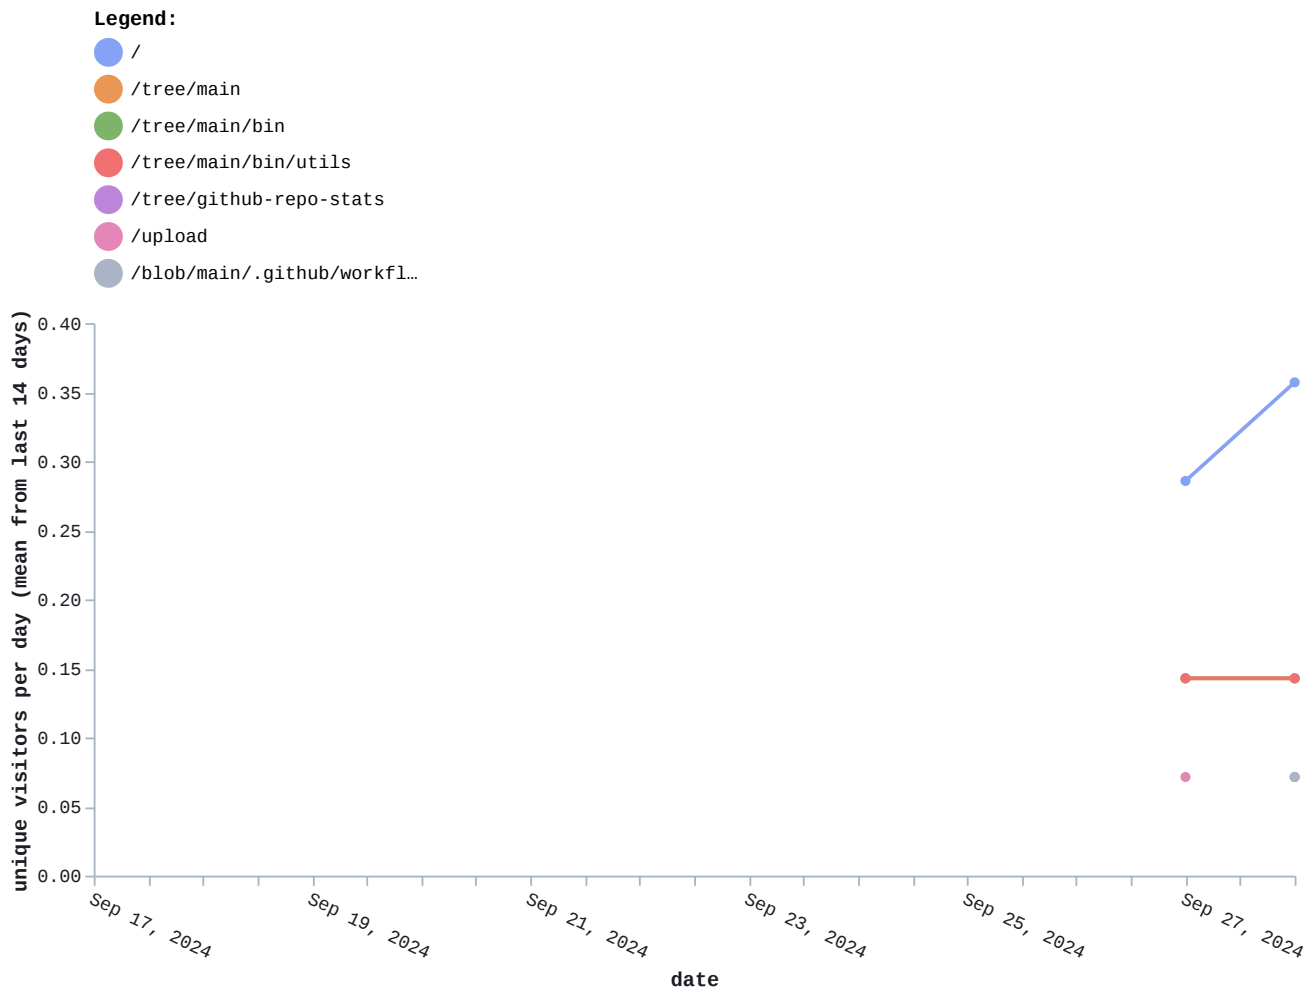 Legend:
/
/tree/main
/tree/main/bin
/tree/main/bin/utils
/tree/github-repo-stats
/upload
/blob/main/.github/workfl…
unique visitors per day (mean from last 14 days)
0.40
0.35
0.30
0.25
0.20
0.15
0.10
0.05
0.00
Sep 17, 2024
Sep 19, 2024
Sep 21, 2024
Sep 23, 2024
Sep 25, 2024
Sep 27, 2024
date